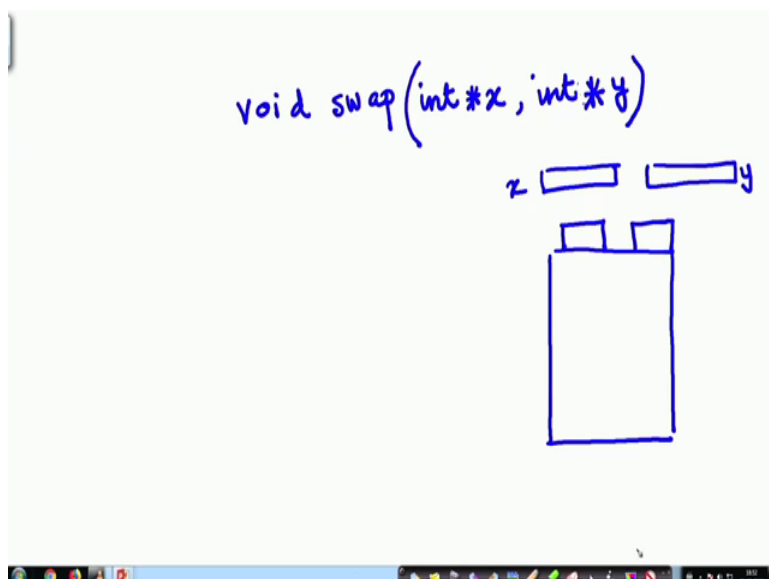 void swap(int *x, int *y)
x y